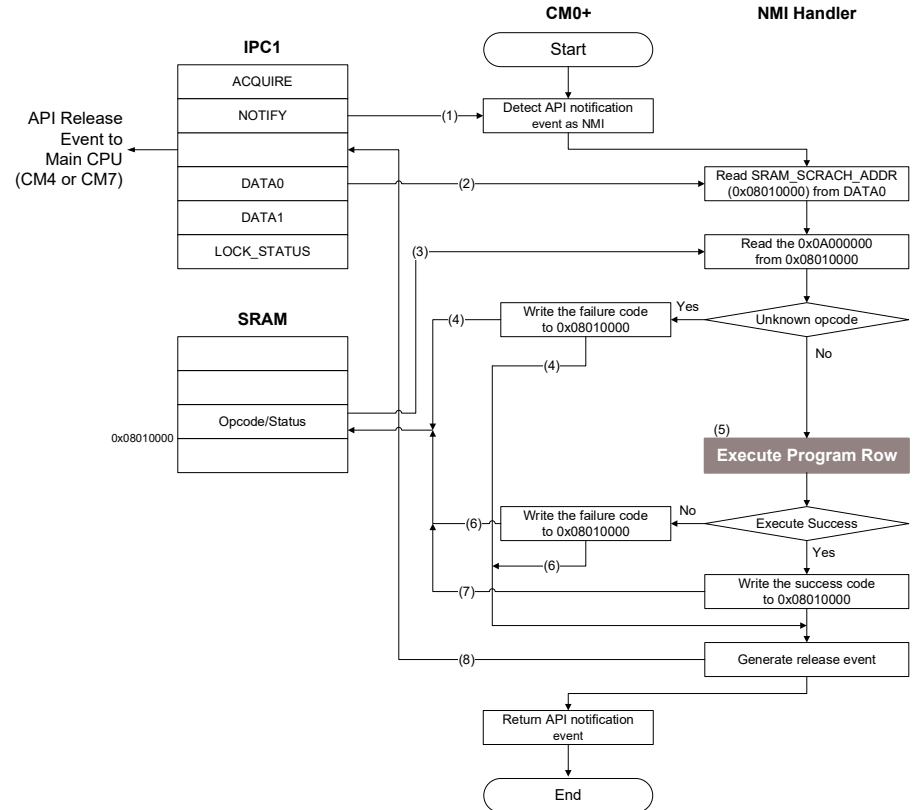 CM0+
NMI Handler
IPC1
Start
ACQUIRE
NOTIFY
(1)
Detect API notification
event as NMI
API Release
Event to
Main CPU
(CM4 or CM7)
DATA0
(2)
Read SRAM_SCRACH_ADDR
(0x08010000) from DATA0
DATA1
LOCK_STATUS
(3)
Read the 0x0A000000
from 0x08010000
SRAM
(4)
Write the failure code
to 0x08010000
Yes
Unknown opcode
(4)
No
Opcode/Status
0x08010000
(5)
Execute Program Row
(6)
Write the failure code
to 0x08010000
No
Execute Success
(6)
Yes
(7)
Write the success code
to 0x08010000
(8)
Generate release event
Return API notification
event
End